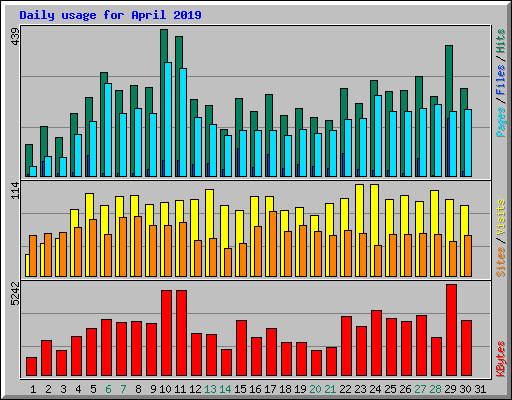 Daily usage for April 2019
439
Pages / Files / Hits
114
Sites / Visits
5242
KBytes
1 2 3 4 5 6 7 8 9 10 11 12 13 14 15 16 17 18 19 20 21 22 23 24 25 26 27 28 29 30 31